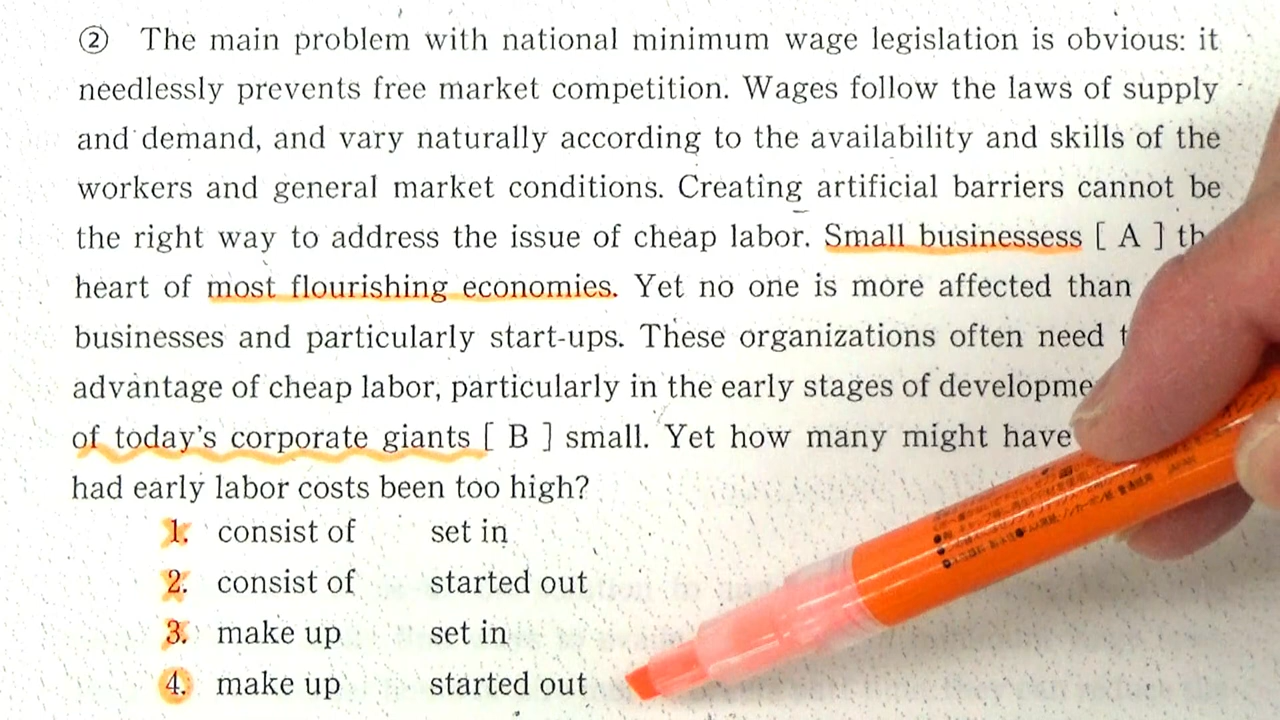 ② The main problem with national minimum wage legislation is obvious: it
needlessly prevents free market competition. Wages follow the laws of supply
and demand, and vary naturally according to the availability and skills of the
workers and general market conditions. Creating artificial barriers cannot be
the right way to address the issue of cheap labor. Small businessess [ A ]
heart of most flourishing economies. Yet no one is more affected than
businesses and particularly start-ups. These organizations often need
advantage of cheap labor, particularly in the early stages of
of today's corporate giants [ B ] small. Yet how many might have
had early labor costs been too high?
1. consist of set in
2. consist of started out
3. make up set in
4. make up started out